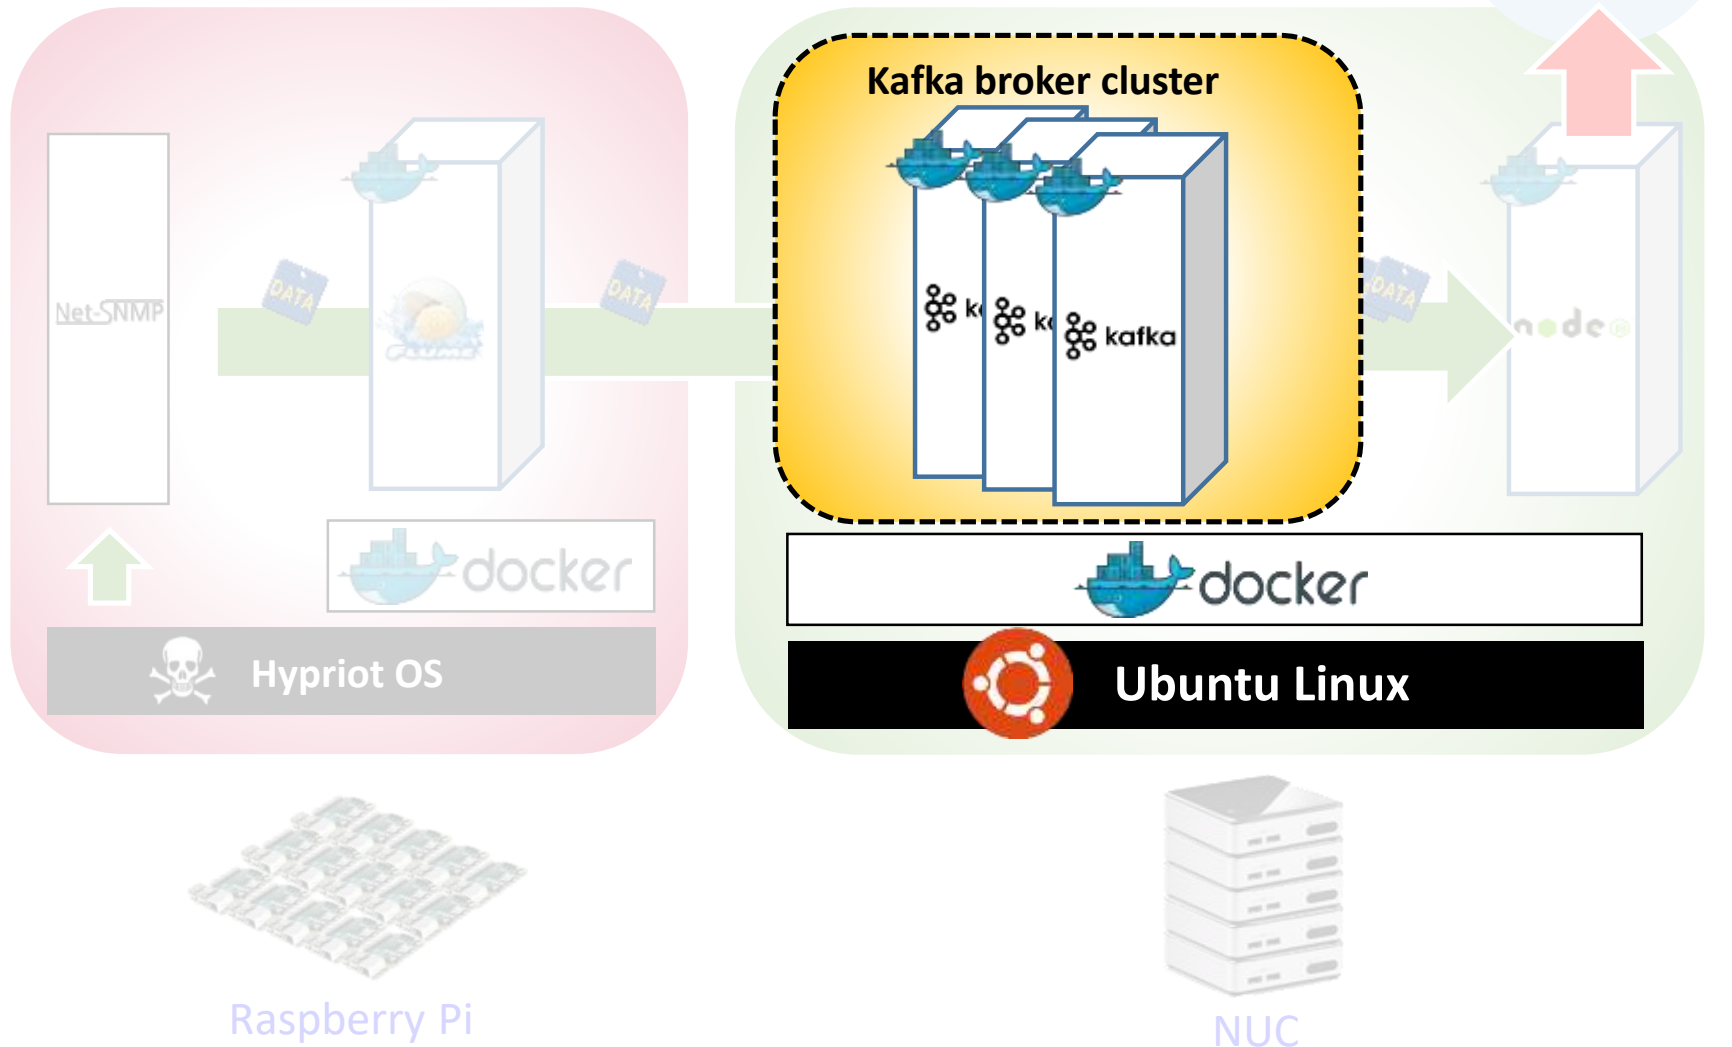 Kafka broker cluster
Net-SNMP
DATA
FLUME
DATA
k
k
kafka
DATA
node
docker
docker
Hypriot OS
Ubuntu Linux
Raspberry Pi
NUC